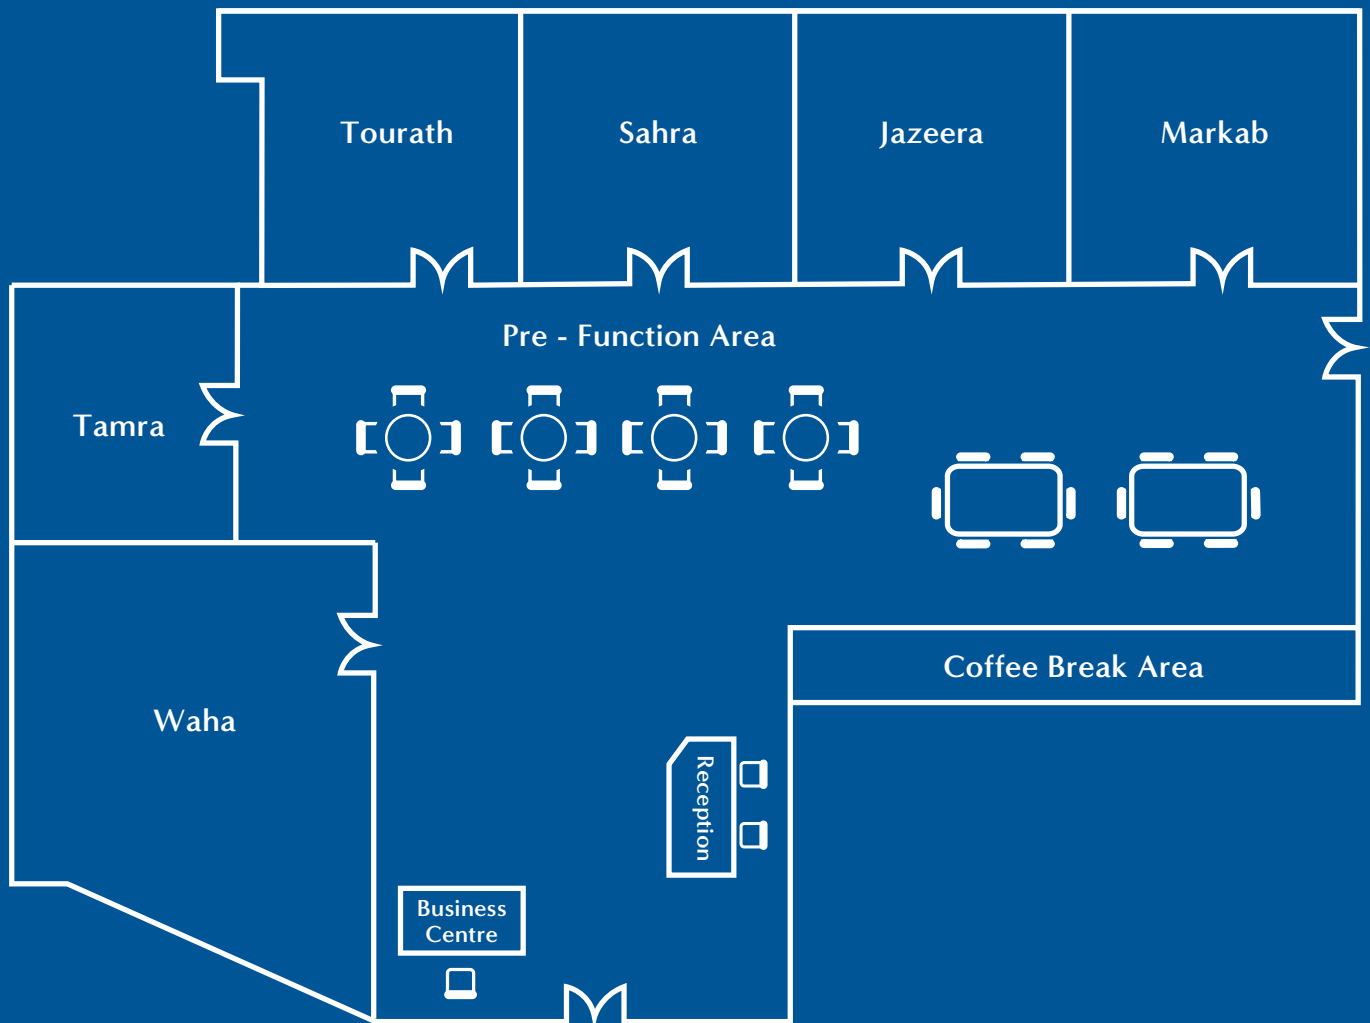 Tourath
Sahra
Jazeera
Markab
Pre - Function Area
Tamra
Coffee Break Area
Waha
Reception
Business
Centre